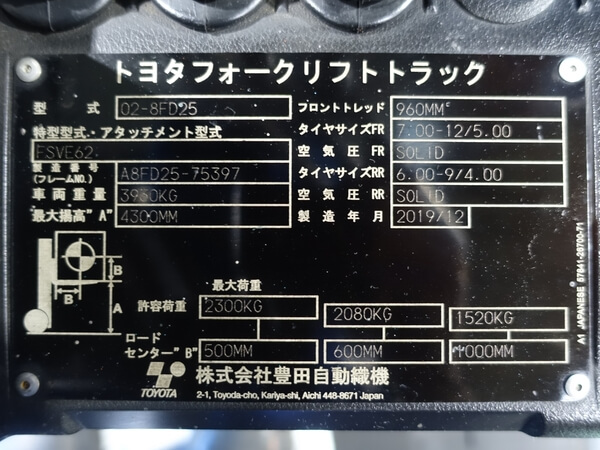 トヨタフォークリフトトラック
型 式 02-8FD25 フロントトレッド 960MM
特型型式・アタッチメント型式 タイヤサイズFR 7.00-12/5.00
FSVE62 空気圧FR SOLID
製造番号 (フレームNO.) A8FD25-75397 タイヤサイズRR 6.00-9/4.00
車両重量 3930KG 空気圧RR SOLID
最大揚高"A" 4300MM 製造年月 2019/12
B
B
A
最大荷重
許容荷重 2300KG 2080KG 1520KG
ロード
センター"B" 500MM 600MM 1000MM
TOYOTA 株式会社豊田自動織機
2-1, Toyoda-cho, Kariya-shi, Aichi 448-8671 Japan
A1 JAPANESE 57841-26700-71